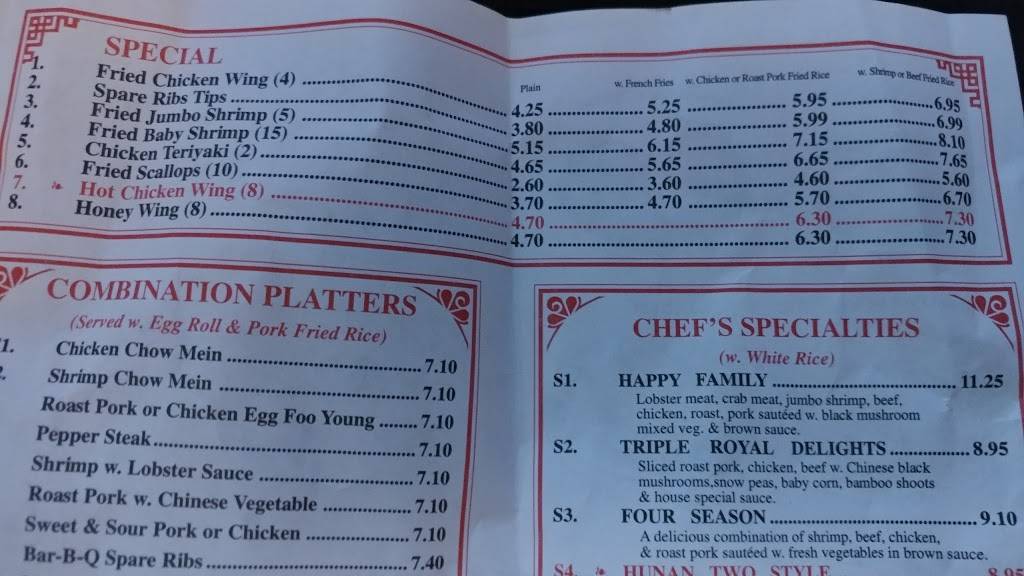 SPECIAL
Plain w. French Fries w. Chicken or Roast Pork Fried Rice w. Shrimp or Beef Fried Rice
1. Fried Chicken Wing (4) 4.25 5.25 5.95 6.95
2. Spare Ribs Tips 3.80 4.80 5.99 6.99
3. Fried Jumbo Shrimp (5) 5.15 6.15 7.15 8.10
4. Fried Baby Shrimp (15) 4.65 5.65 6.65 7.65
5. Chicken Teriyaki (2) 2.60 3.60 4.60 5.60
6. Fried Scallops (10) 3.70 4.70 5.70 6.70
7. Hot Chicken Wing (8) 4.70 6.30 7.30
8. Honey Wing (8) 4.70 6.30 7.30
COMBINATION PLATTERS
(Served w. Egg Roll & Pork Fried Rice)
1. Chicken Chow Mein 7.10
Shrimp Chow Mein 7.10
Roast Pork or Chicken Egg Foo Young 7.10
Pepper Steak 7.10
Shrimp w. Lobster Sauce 7.10
Roast Pork w. Chinese Vegetable 7.10
Sweet & Sour Pork or Chicken 7.10
Bar-B-Q Spare Ribs 7.40
CHEF'S SPECIALTIES
(w. White Rice)
S1. HAPPY FAMILY 11.25
Lobster meat, crab meat, jumbo shrimp, beef,
chicken, roast, pork sautéed w. black mushroom
mixed veg. & brown sauce.
S2. TRIPLE ROYAL DELIGHTS 8.95
Sliced roast pork, chicken, beef w. Chinese black
mushrooms,snow peas, baby corn, bamboo shoots
& house special sauce.
S3. FOUR SEASON 9.10
A delicious combination of shrimp, beef, chicken,
& roast pork sautéed w. fresh vegetables in brown sauce.
S4. HUNAN TWO STYLE 8.95